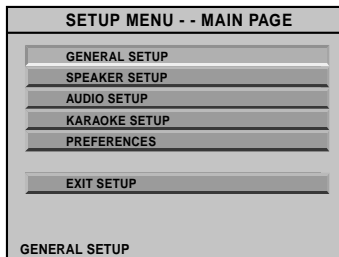 SETUP MENU - - MAIN PAGE
GENERAL SETUP
SPEAKER SETUP
AUDIO SETUP
KARAOKE SETUP
PREFERENCES
EXIT SETUP
GENERAL SETUP